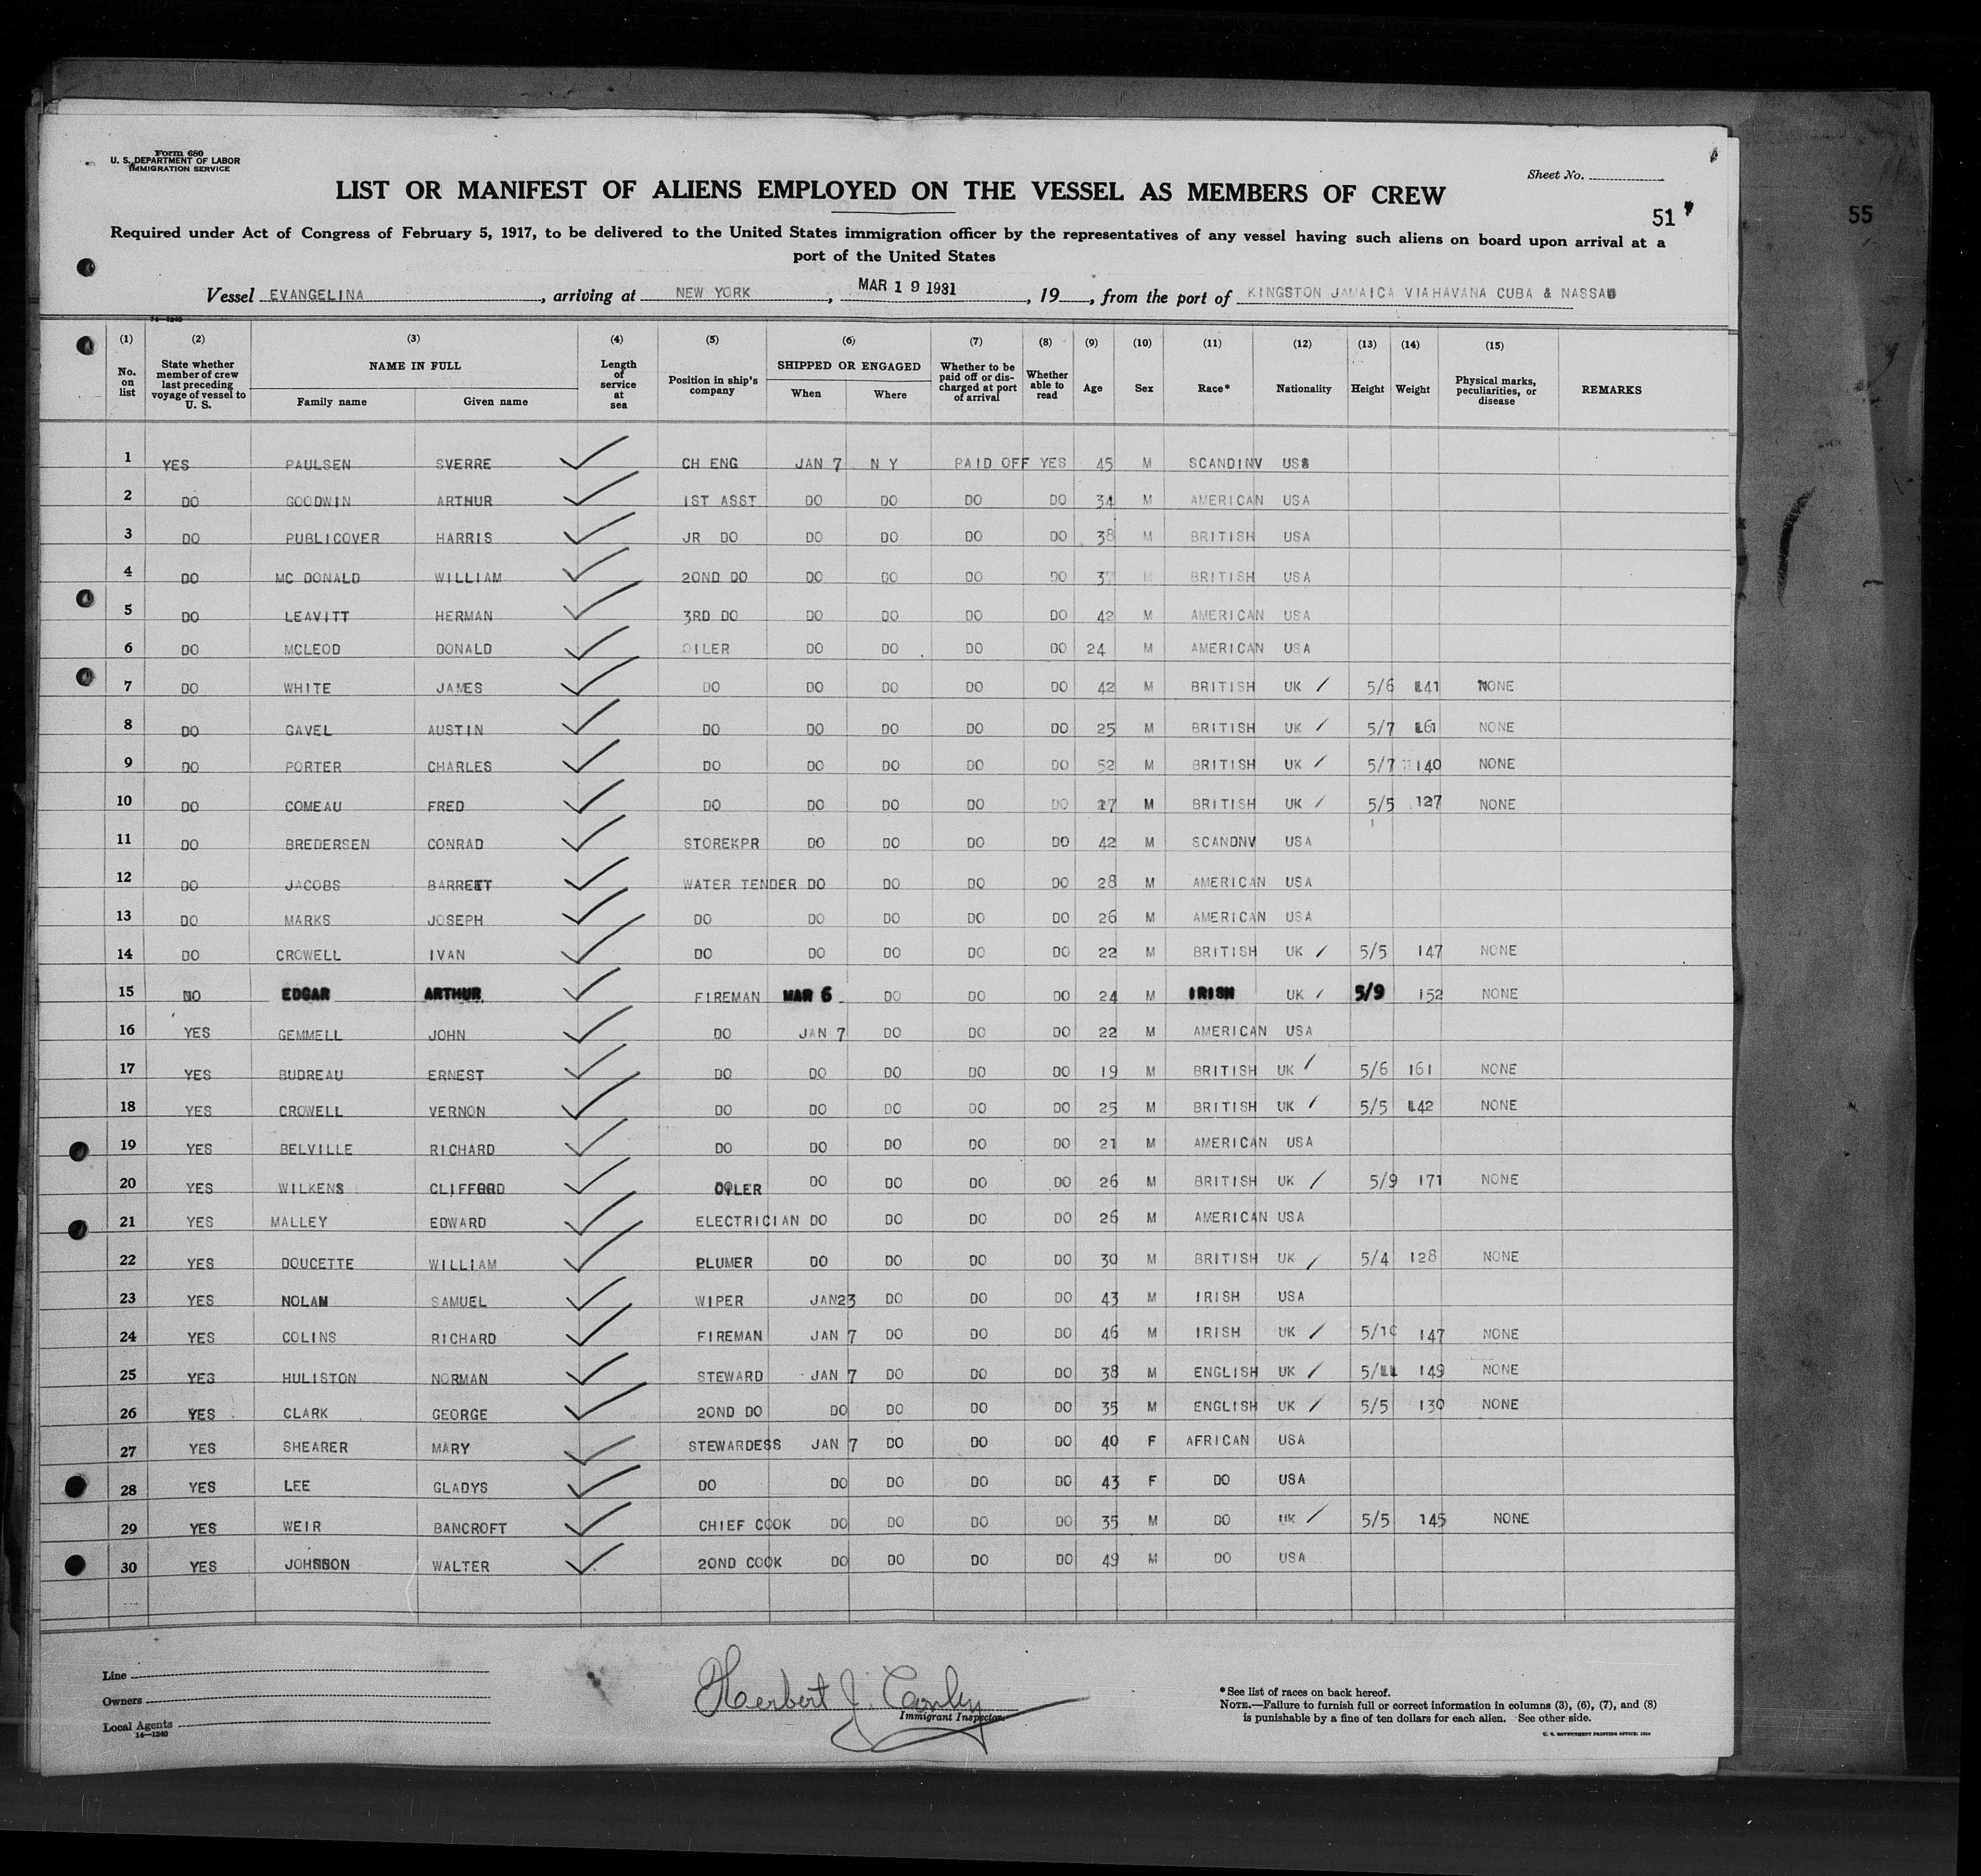 Form 680
U. S. DEPARTMENT OF LABOR
IMMIGRATION SERVICE
Sheet No.
LIST OR MANIFEST OF ALIENS EMPLOYED ON THE VESSEL AS MEMBERS OF CREW
51
55
Required under Act of Congress of February 5, 1917, to be delivered to the United States immigration officer by the representatives of any vessel having such aliens on board upon arrival at a
port of the United States
Vessel EVANGELINA, arriving at NEW YORK, MAR 19 1931, 19, from the port of KINGSTON JAMAICA VIAHAVANA CUBA & NASSAU
14-1240
(1) (2) (3) (4) (5) (6) (7) (8) (9) (10) (11) (12) (13) (14) (15)
No. on list State whether member of crew last preceding voyage of vessel to U. S. NAME IN FULL Family name Given name Length of service at sea Position in ship's company SHIPPED OR ENGAGED When Where Whether to be paid off or discharged at port of arrival Whether able to read Age Sex Race* Nationality Height Weight Physical marks, peculiarities, or disease REMARKS
1 YES PAULSEN SVERRE CH ENG JAN 7 N Y PAID OFF YES 45 M SCANDINV USA
2 DO GOODWIN ARTHUR 1ST ASST DO DO DO DO 34 M AMERICAN USA
3 DO PUBLICOVER HARRIS JR DO DO DO DO DO 38 M BRITISH USA
4 DO MC DONALD WILLIAM 2OND DO DO DO DO DO 37 M BRITISH USA
5 DO LEAVITT HERMAN 3RD DO DO DO DO DO 42 M AMERICAN USA
6 DO MCLEOD DONALD OILER DO DO DO DO 24 M AMERICAN USA
7 DO WHITE JAMES DO DO DO DO DO 42 M BRITISH UK 5/6 141 NONE
8 DO GAVEL AUSTIN DO DO DO DO DO 25 M BRITISH UK 5/7 161 NONE
9 DO PORTER CHARLES DO DO DO DO DO 52 M BRITISH UK 5/7 140 NONE
10 DO COMEAU FRED DO DO DO DO DO 27 M BRITISH UK 5/5 127 NONE
11 DO BREDERSEN CONRAD STOREKPR DO DO DO DO 42 M SCANDNV USA
12 DO JACOBS BARRETT WATER TENDER DO DO DO DO 28 M AMERICAN USA
13 DO MARKS JOSEPH DO DO DO DO DO 26 M AMERICAN USA
14 DO CROWELL IVAN DO DO DO DO DO 22 M BRITISH UK 5/5 147 NONE
15 NO EDGAR ARTHUR FIREMAN MAR 6 DO DO DO 24 M IRISH UK 5/9 152 NONE
16 YES GEMMELL JOHN DO JAN 7 DO DO DO 22 M AMERICAN USA
17 YES BUDREAU ERNEST DO DO DO DO DO 19 M BRITISH UK 5/6 161 NONE
18 YES CROWELL VERNON DO DO DO DO DO 25 M BRITISH UK 5/5 142 NONE
19 YES BELVILLE RICHARD DO DO DO DO DO 21 M AMERICAN USA
20 YES WILKENS CLIFFORD OILER DO DO DO DO 26 M BRITISH UK 5/9 171 NONE
21 YES MALLEY EDWARD ELECTRICIAN DO DO DO DO 26 M AMERICAN USA
22 YES DOUCETTE WILLIAM PLUMER DO DO DO DO 30 M BRITISH UK 5/4 128 NONE
23 YES NOLAN SAMUEL WIPER JAN23 DO DO DO 43 M IRISH USA
24 YES COLINS RICHARD FIREMAN JAN 7 DO DO DO 46 M IRISH UK 5/10 147 NONE
25 YES HULISTON NORMAN STEWARD JAN 7 DO DO DO 38 M ENGLISH UK 5/11 149 NONE
26 YES CLARK GEORGE 2OND DO DO DO DO DO 35 M ENGLISH UK 5/5 130 NONE
27 YES SHEARER MARY STEWARDESS JAN 7 DO DO DO 40 F AFRICAN USA
28 YES LEE GLADYS DO DO DO DO DO 43 F DO USA
29 YES WEIR BANCROFT CHIEF COOK DO DO DO DO 35 M DO UK 5/5 145 NONE
30 YES JOHNSON WALTER 2OND COOK DO DO DO DO 49 M DO USA
Line
Owners
Local Agents
14—1240
Herbert J. Conly
Immigrant Inspector.
* See list of races on back hereof.
NOTE.—Failure to furnish full or correct information in columns (3), (6), (7), and (8)
is punishable by a fine of ten dollars for each alien. See other side.
U. S. GOVERNMENT PRINTING OFFICE: 1929